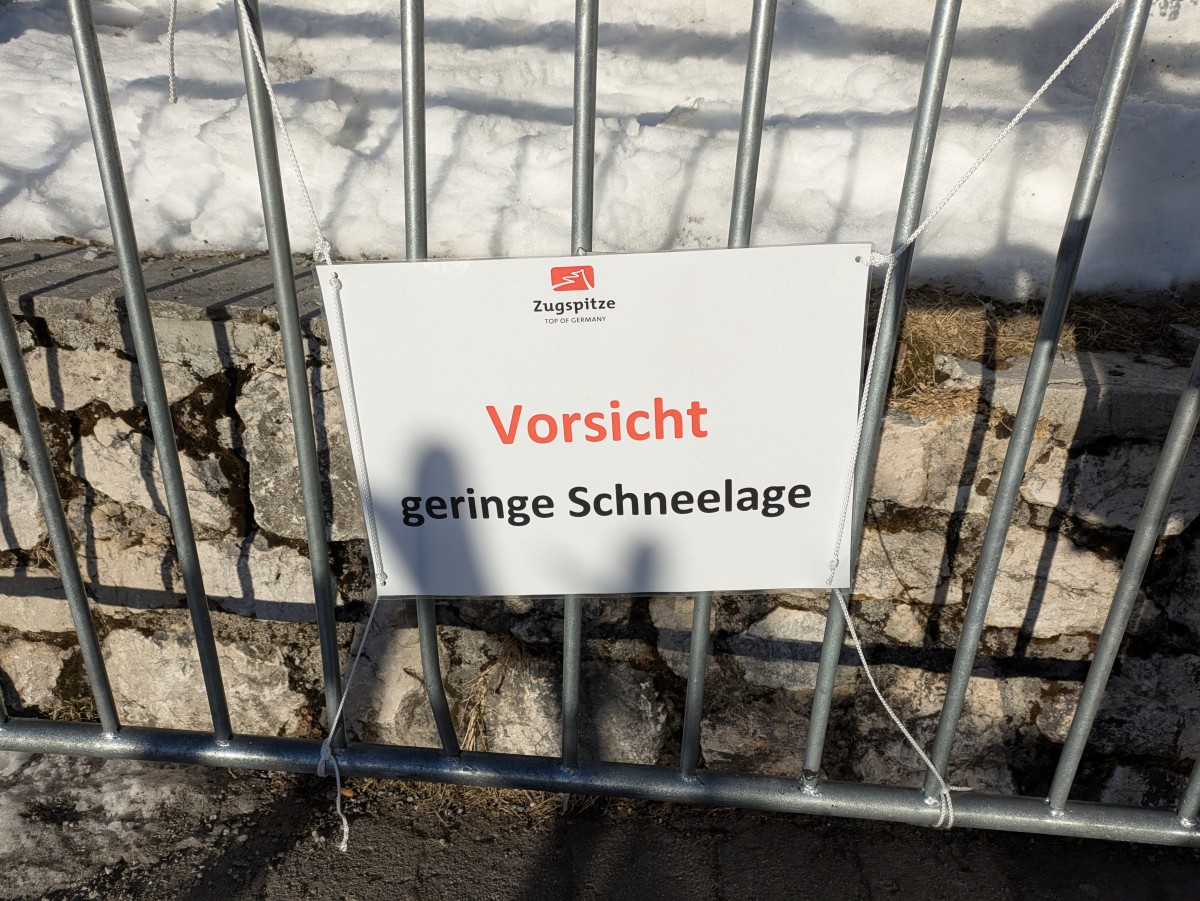 Zugspitze
TOP OF GERMANY
Vorsicht
geringe Schneelage